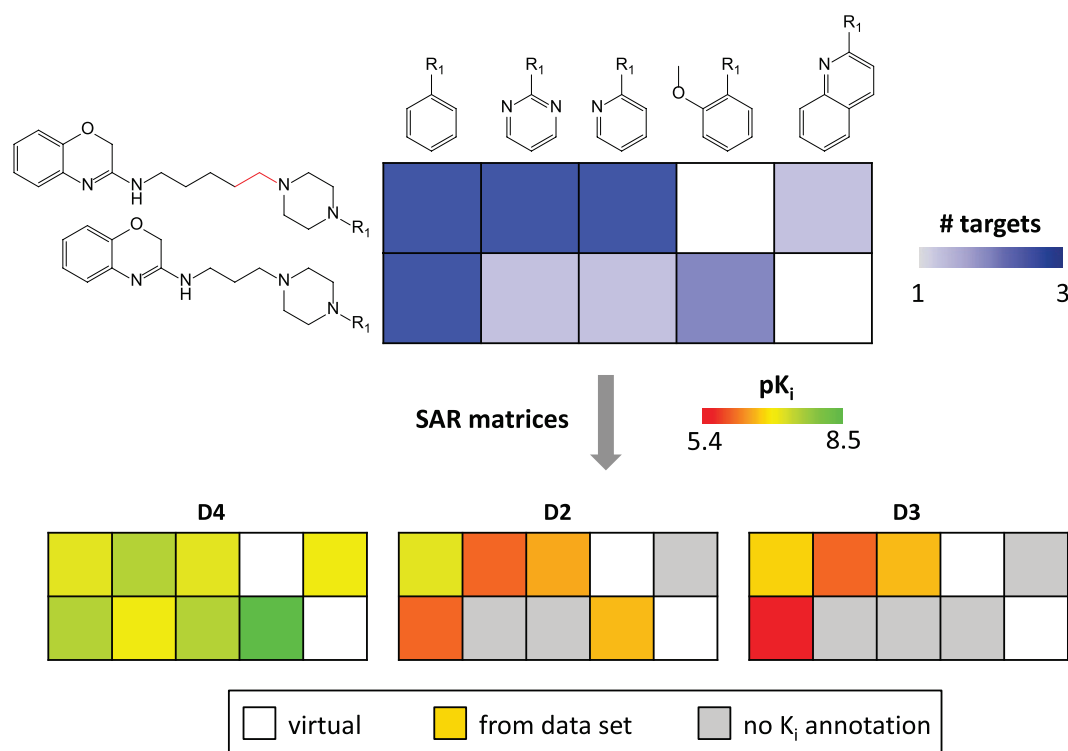 R1
R1
R1
R1
R1
N
N
N
O
N
O
N
N
H
N
N
R1
O
N
N
H
N
N
R1
# targets
1
3
SAR matrices
pKi
5.4
8.5
D4
D2
D3
virtual
from data set
no Ki annotation